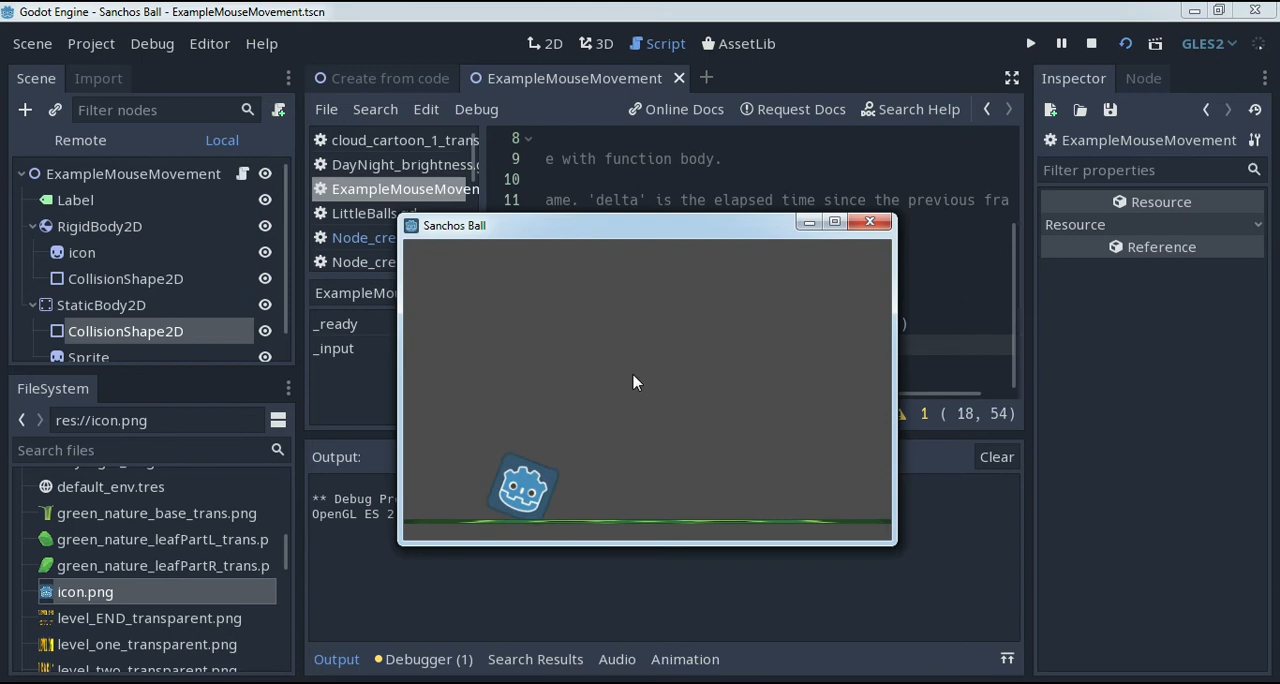 Godot Engine - Sanchos Ball - ExampleMouseMovement.tscn
Scene Project Debug Editor Help
2D 3D Script AssetLib
GLES2
Scene Import
Create from code ExampleMouseMovement
Inspector Node
Filter nodes
File Search Edit Debug
Online Docs Request Docs Search Help
Remote Local
ExampleMouseMovement
Label
RigidBody2D
icon
CollisionShape2D
StaticBody2D
CollisionShape2D
Sprite
cloud_cartoon_1_trans
DayNight_brightness.
ExampleMouseMoven
LittleBalls
Node_cre
Node_cre
ExampleMo
_ready
_input
8
9 e with function body.
10
11 ame. 'delta' is the elapsed time since the previous fra
)
1 ( 18, 54)
Sanchos Ball
ExampleMouseMovement
Filter properties
Resource
Resource
Reference
FileSystem
res://icon.png
Search files
default_env.tres
green_nature_base_trans.png
green_nature_leafPartL_trans.p
green_nature_leafPartR_trans.p
icon.png
level_END_transparent.png
level_one_transparent.png
level_two_transparent.png
Output:
Clear
** Debug Pr
OpenGL ES 2
Output Debugger (1) Search Results Audio Animation